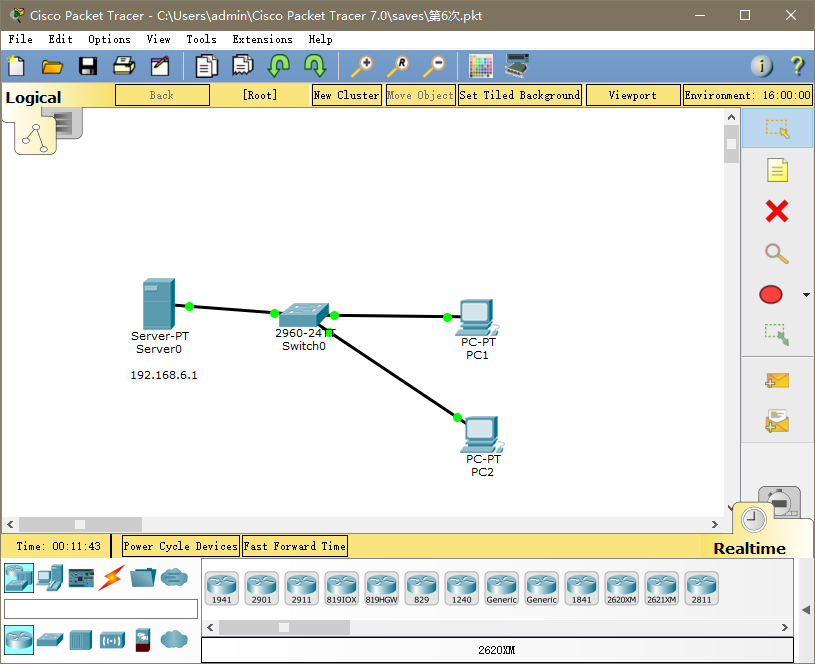 Cisco Packet Tracer - C:\Users\admin\Cisco Packet Tracer 7.0\saves\第6次.pkt
File Edit Options View Tools Extensions Help
Logical Back [Root] New Cluster Move Object Set Tiled Background Viewport Environment: 16:00:00
Server-PT
Server0
192.168.6.1
2960-24TT
Switch0
PC-PT
PC1
PC-PT
PC2
Time: 00:11:43 Power Cycle Devices Fast Forward Time Realtime
1941 2901 2911 819IOX 819HGW 829 1240 Generic Generic 1841 2620XM 2621XM 2811
2620XM